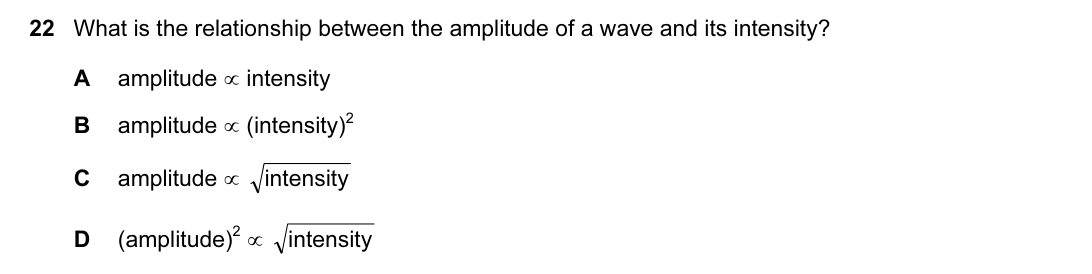 22 What is the relationship between the amplitude of a wave and its intensity?
A amplitude ∝ intensity
B amplitude ∝ (intensity)²
C amplitude ∝ √intensity
D (amplitude)² ∝ √intensity